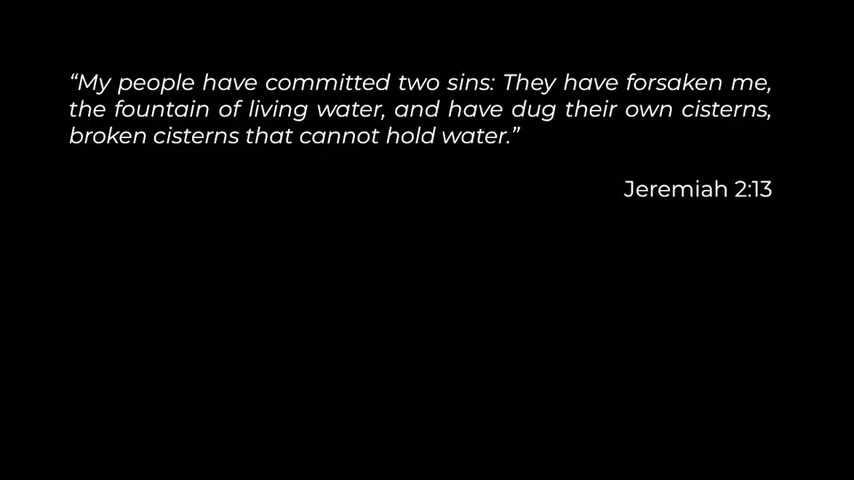 “My people have committed two sins: They have forsaken me,
the fountain of living water, and have dug their own cisterns,
broken cisterns that cannot hold water.”
Jeremiah 2:13